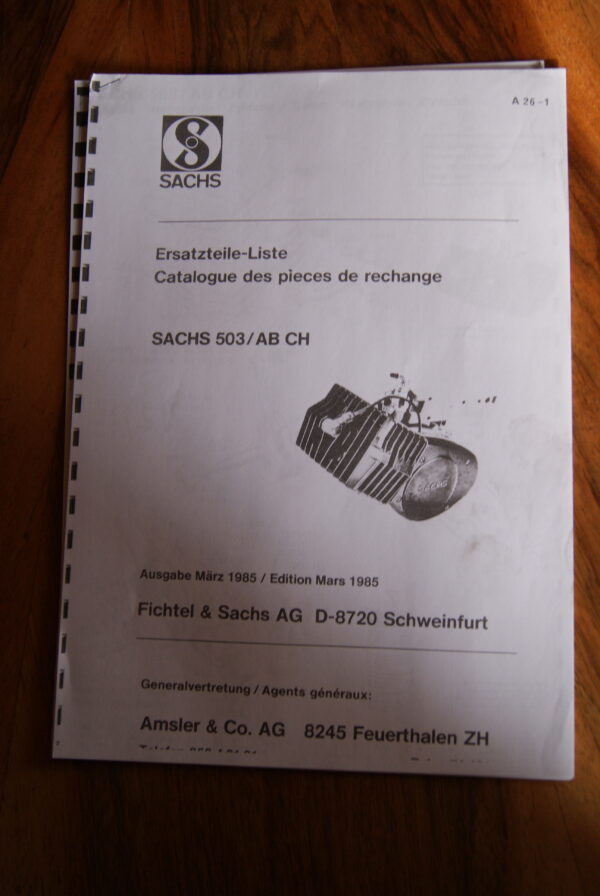 A 26-1
SACHS
Ersatzteile-Liste
Catalogue des pieces de rechange
SACHS 503/AB CH
SACHS
Ausgabe März 1985 / Edition Mars 1985
Fichtel & Sachs AG D-8720 Schweinfurt
Generalvertretung / Agents généraux:
Amsler & Co. AG 8245 Feuerthalen ZH